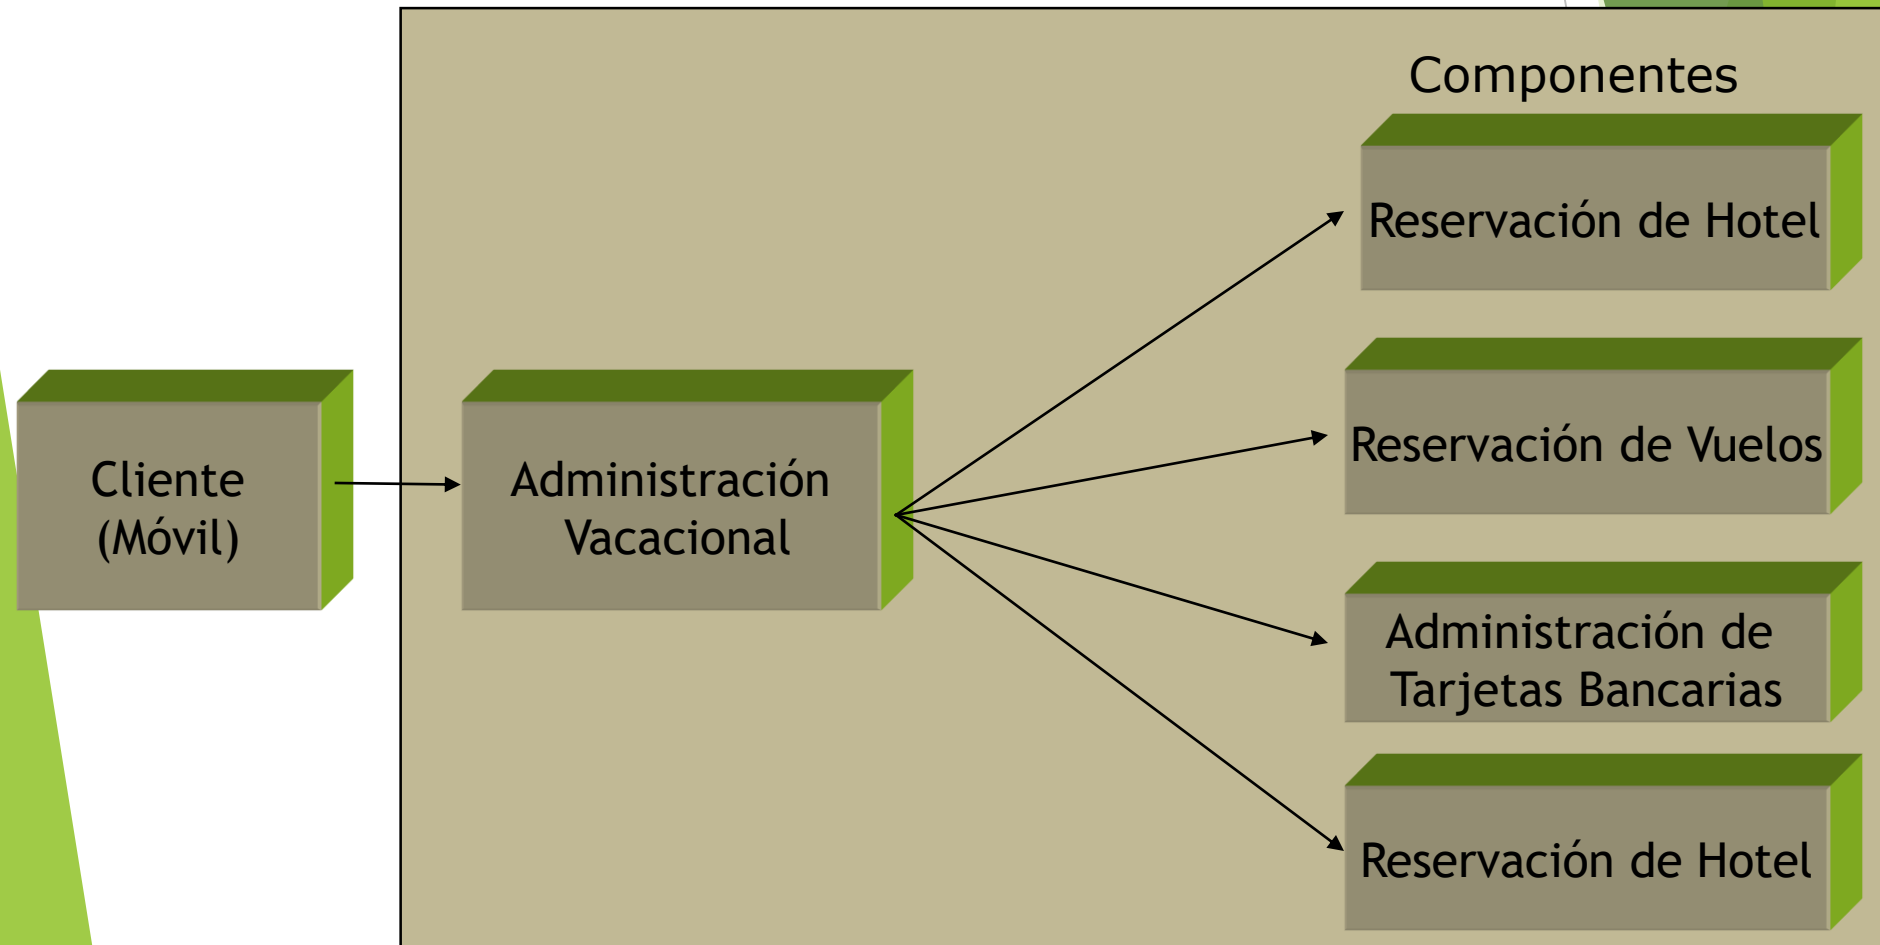 Componentes
Reservación de Hotel
Reservación de Vuelos
Cliente
(Móvil)
Administración
Vacacional
Administración de
Tarjetas Bancarias
Reservación de Hotel